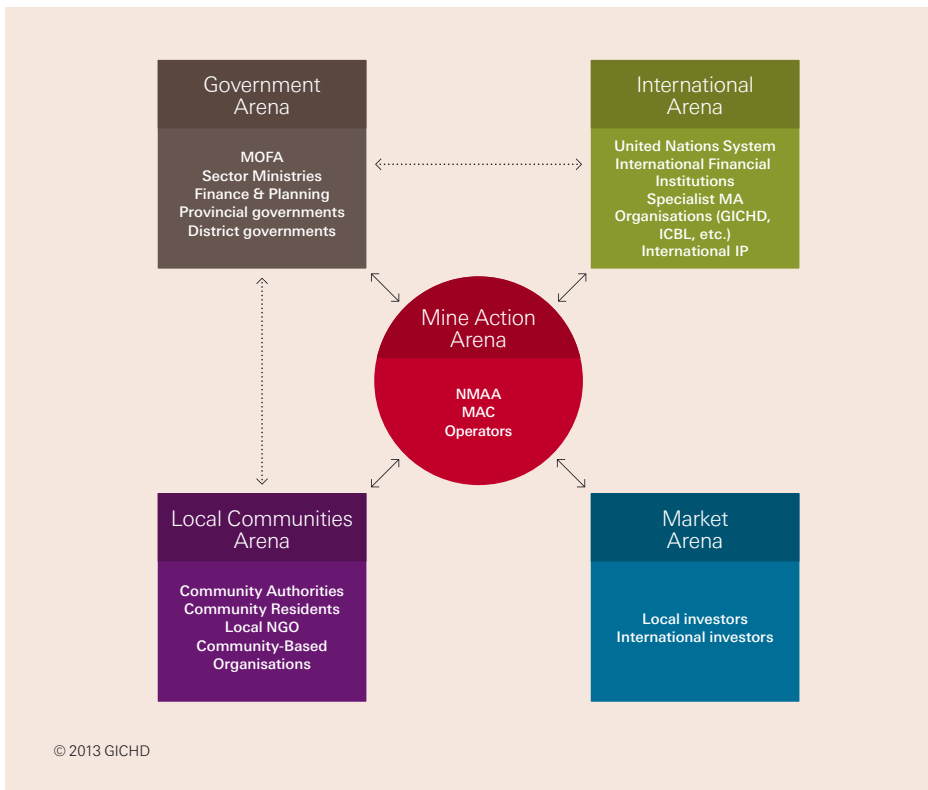 Government
Arena
MOFA
Sector Ministries
Finance & Planning
Provincial governments
District governments
International
Arena
United Nations System
International Financial
Institutions
Specialist MA
Organisations (GICHD,
ICBL, etc.)
International IP
Mine Action
Arena
NMAA
MAC
Operators
Local Communities
Arena
Community Authorities
Community Residents
Local NGO
Community-Based
Organisations
Market
Arena
Local investors
International investors
© 2013 GICHD